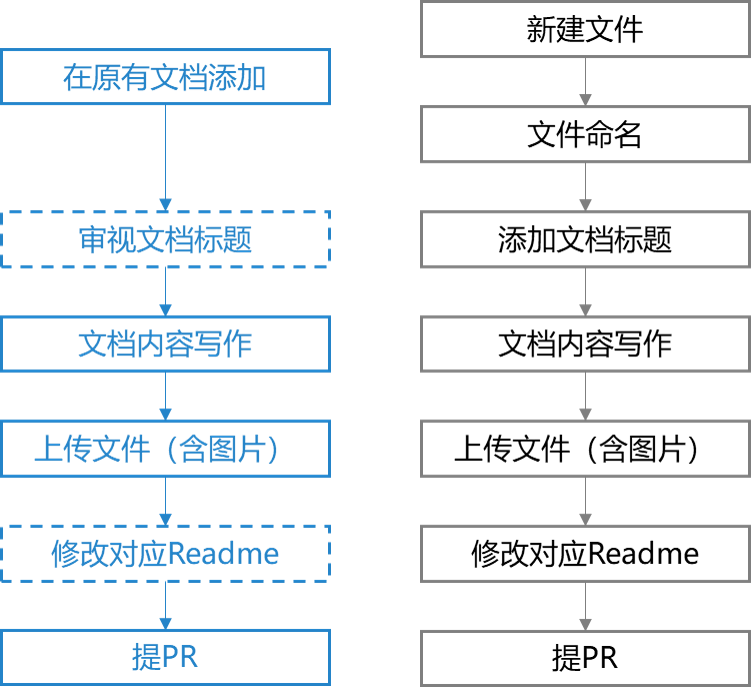 在原有文档添加
审视文档标题
文档内容写作
上传文件（含图片）
修改对应Readme
提PR
新建文件
文件命名
添加文档标题
文档内容写作
上传文件（含图片）
修改对应Readme
提PR